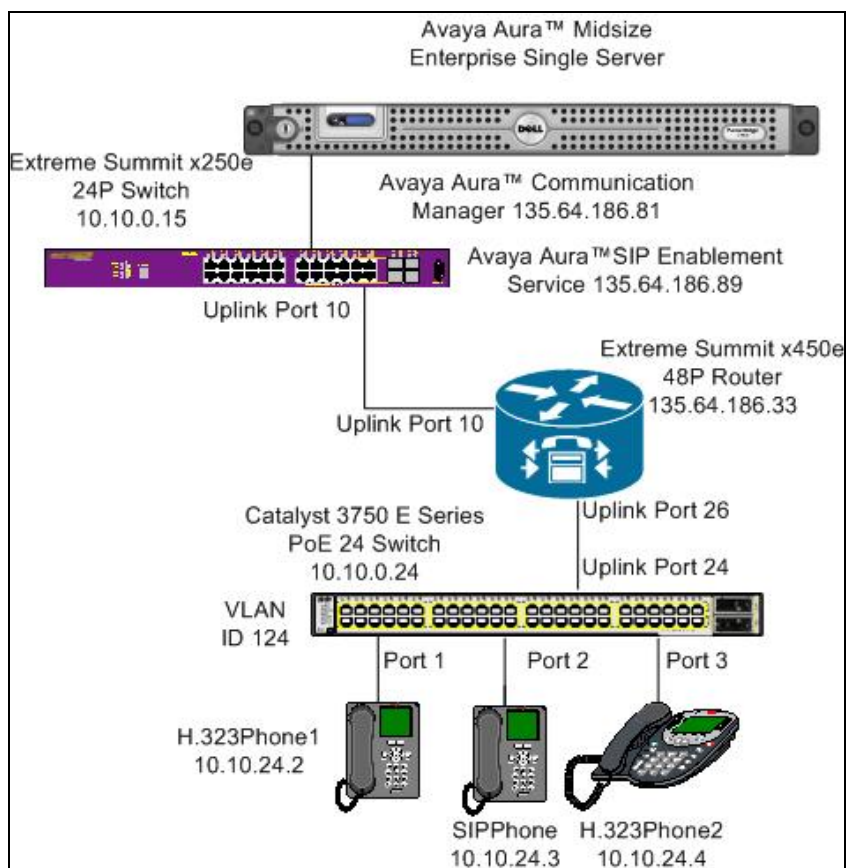 Avaya Aura™ Midsize
Enterprise Single Server
DELL
Extreme Summit x250e
24P Switch
10.10.0.15
Avaya Aura™ Communication
Manager 135.64.186.81
Avaya Aura™SIP Enablement
Service 135.64.186.89
Uplink Port 10
Extreme Summit x450e
48P Router
135.64.186.33
Uplink Port 10
Uplink Port 26
Catalyst 3750 E Series
PoE 24 Switch
10.10.0.24
Uplink Port 24
VLAN
ID 124
Port 1
Port 2
Port 3
H.323Phone1
10.10.24.2
SIPPhone
10.10.24.3
H.323Phone2
10.10.24.4